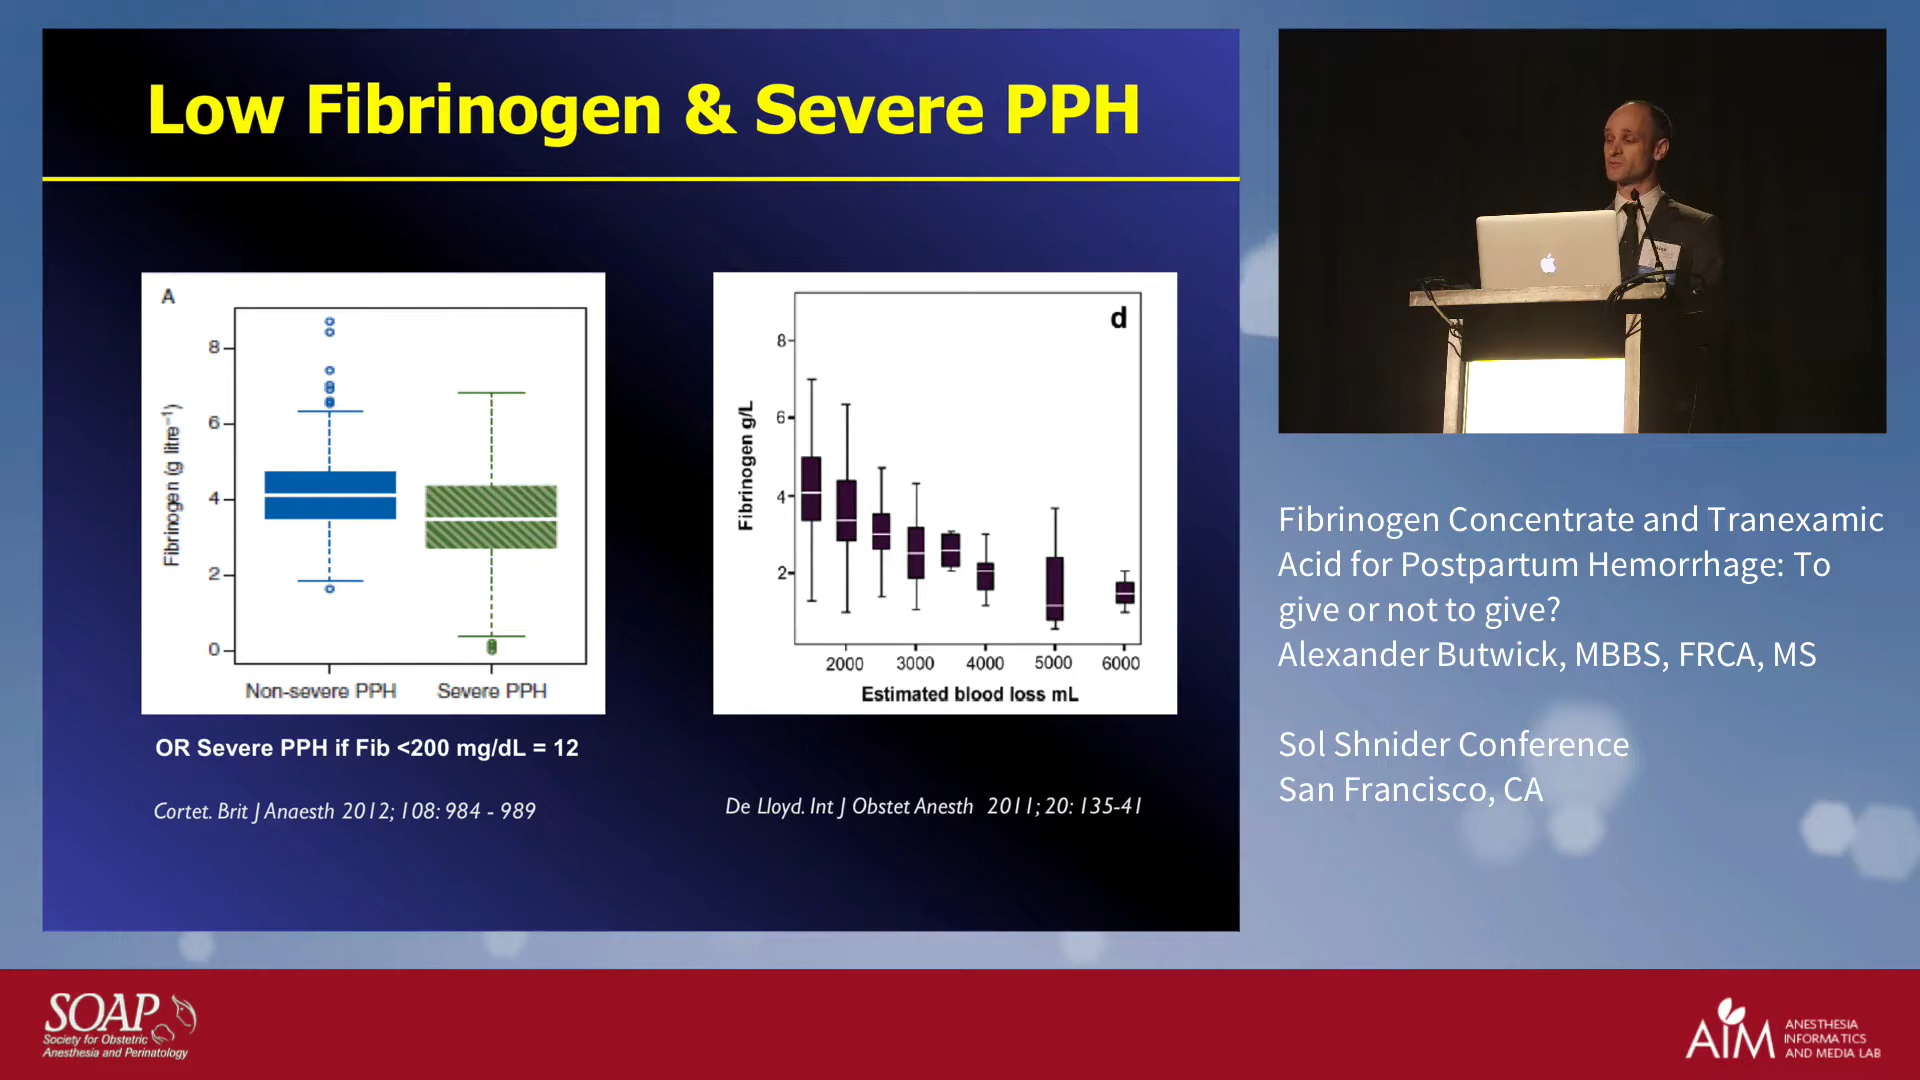 Low Fibrinogen & Severe PPH
A
8
6
4
2
0
Fibrinogen (g litre⁻¹)
Non-severe PPH Severe PPH
d
8
6
4
2
Fibrinogen g/L
2000 3000 4000 5000 6000
Estimated blood loss mL
OR Severe PPH if Fib <200 mg/dL = 12
Cortet. Brit J Anaesth 2012; 108: 984 - 989
De Lloyd. Int J Obstet Anesth 2011; 20: 135-41
Fibrinogen Concentrate and Tranexamic
Acid for Postpartum Hemorrhage: To
give or not to give?
Alexander Butwick, MBBS, FRCA, MS
Sol Shnider Conference
San Francisco, CA
SOAP
Society for Obstetric
Anesthesia and Perinatology
AIM
ANESTHESIA
INFORMATICS
AND MEDIA LAB